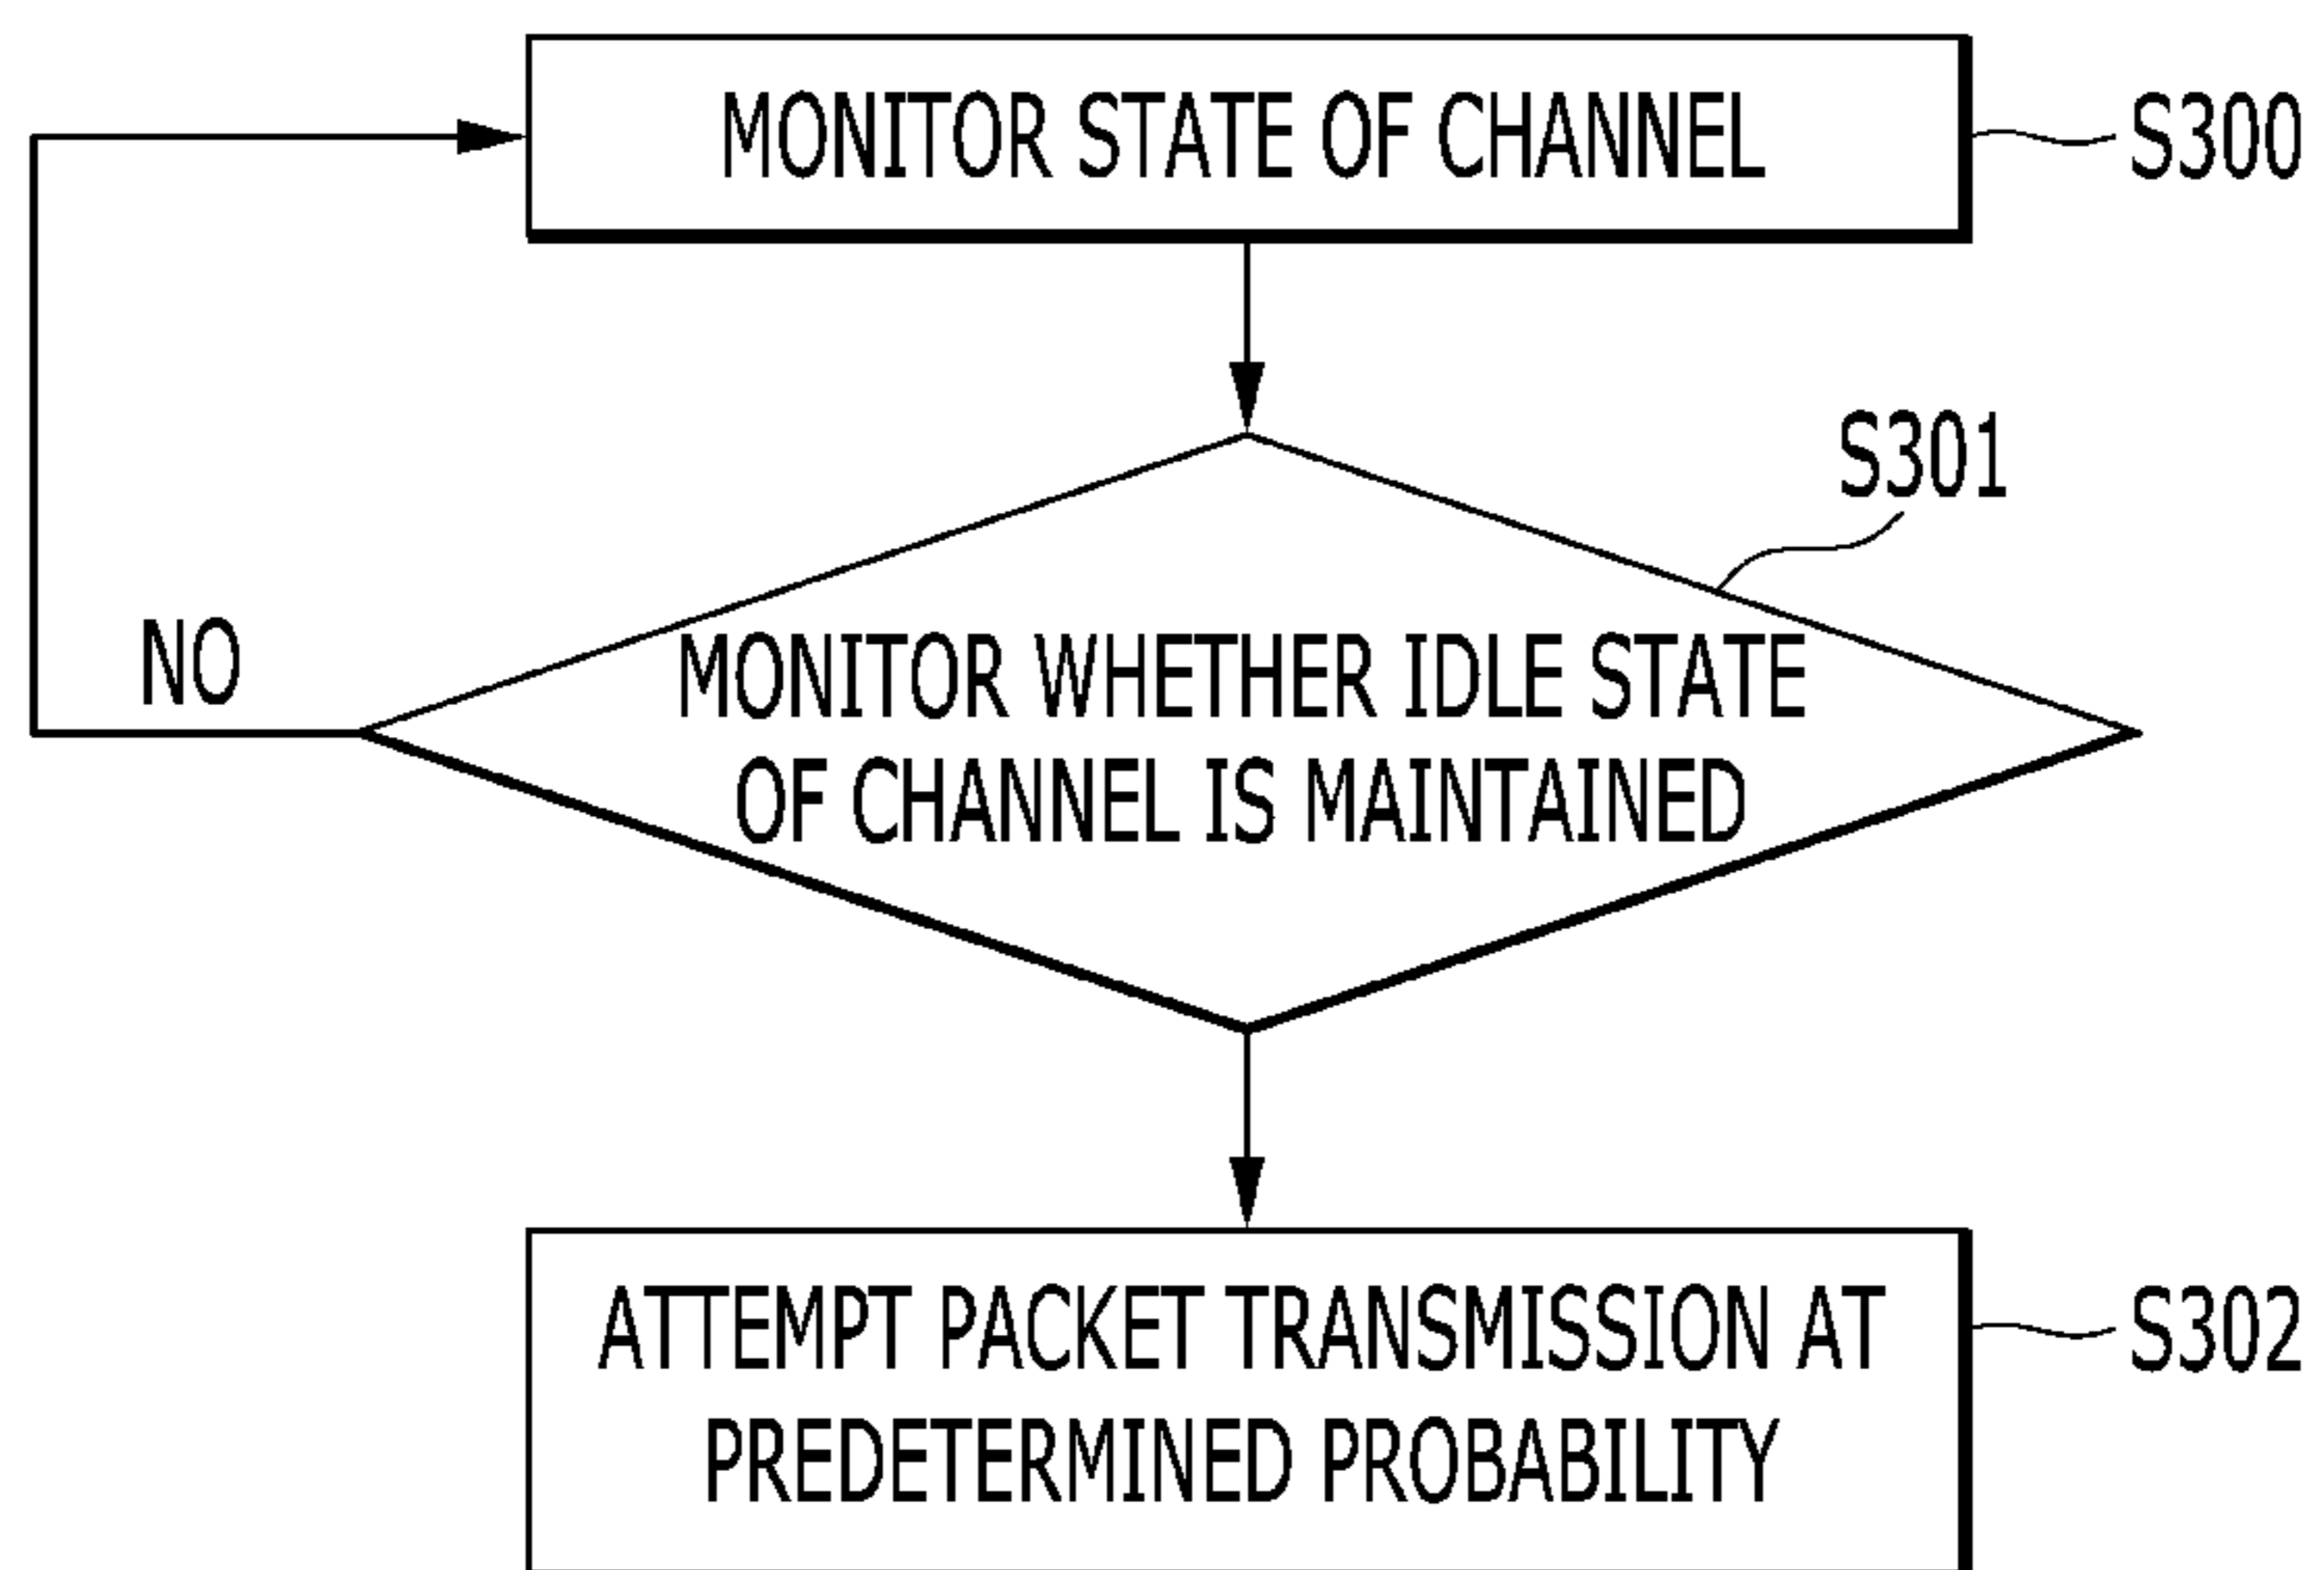 MONITOR STATE OF CHANNEL
S300
S301
NO
MONITOR WHETHER IDLE STATE
OF CHANNEL IS MAINTAINED
ATTEMPT PACKET TRANSMISSION AT
PREDETERMINED PROBABILITY
S302